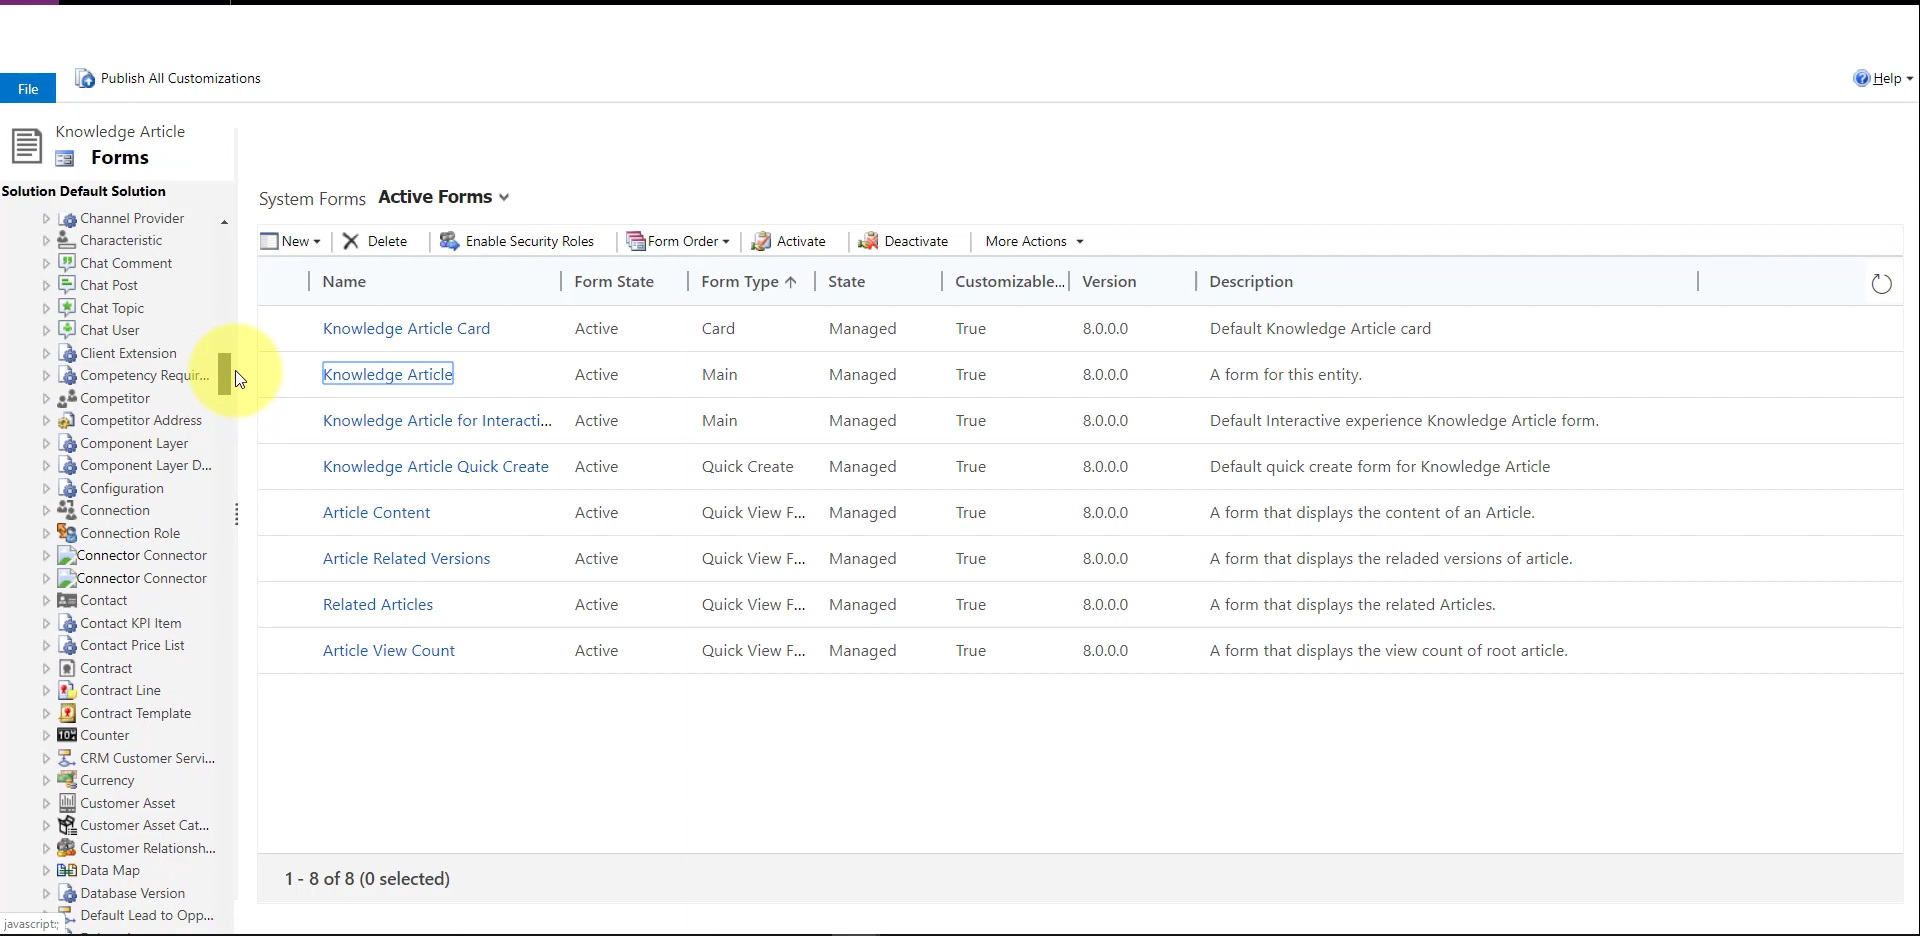 Publish All Customizations
File
Help
Knowledge Article
Forms
Solution Default Solution
Channel Provider
Characteristic
Chat Comment
Chat Post
Chat Topic
Chat User
Client Extension
Competency Requir...
Competitor
Competitor Address
Component Layer
Component Layer D...
Configuration
Connection
Connection Role
Connector Connector
Connector Connector
Contact
Contact KPI Item
Contact Price List
Contract
Contract Line
Contract Template
Counter
CRM Customer Servi...
Currency
Customer Asset
Customer Asset Cat...
Customer Relationsh...
Data Map
Database Version
Default Lead to Opp...
javascript:;
System Forms Active Forms
New Delete Enable Security Roles Form Order Activate Deactivate More Actions
Name Form State Form Type State Customizable... Version Description
Knowledge Article Card Active Card Managed True 8.0.0.0 Default Knowledge Article card
Knowledge Article Active Main Managed True 8.0.0.0 A form for this entity.
Knowledge Article for Interacti... Active Main Managed True 8.0.0.0 Default Interactive experience Knowledge Article form.
Knowledge Article Quick Create Active Quick Create Managed True 8.0.0.0 Default quick create form for Knowledge Article
Article Content Active Quick View F... Managed True 8.0.0.0 A form that displays the content of an Article.
Article Related Versions Active Quick View F... Managed True 8.0.0.0 A form that displays the reladed versions of article.
Related Articles Active Quick View F... Managed True 8.0.0.0 A form that displays the related Articles.
Article View Count Active Quick View F... Managed True 8.0.0.0 A form that displays the view count of root article.
1 - 8 of 8 (0 selected)